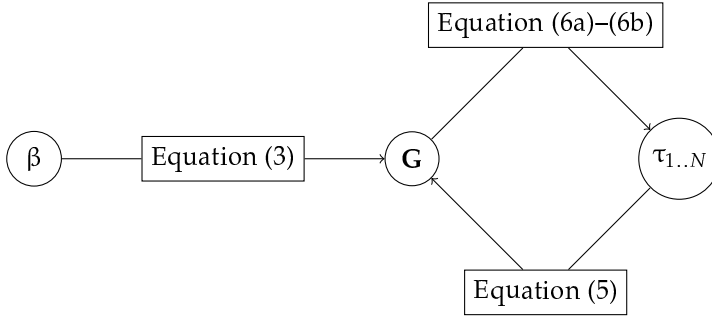 Equation (6a)–(6b)
β
Equation (3)
G
τ1..N
Equation (5)